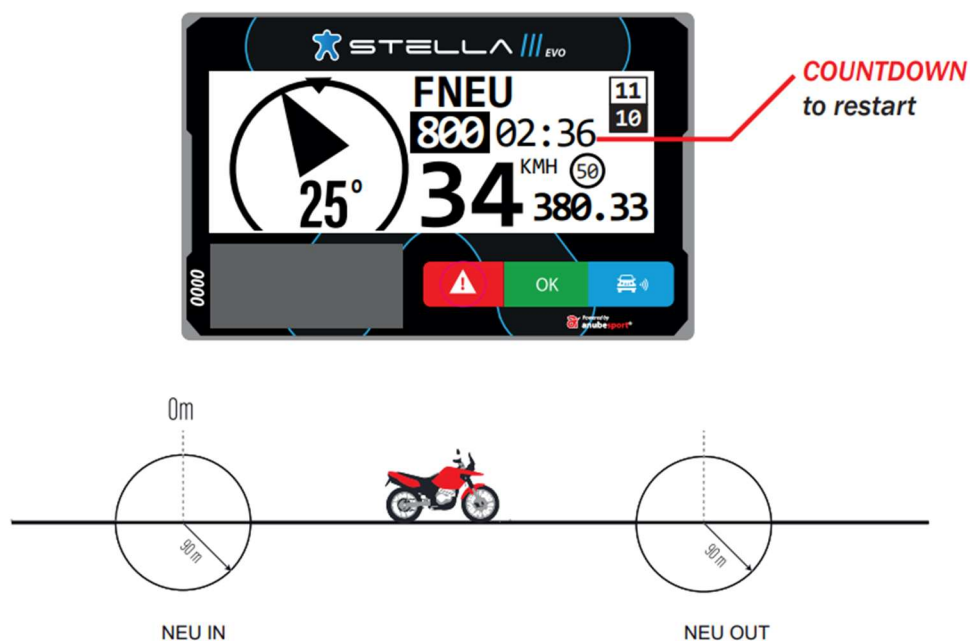 STELLA III EVO
FNEU
11
10
800 02:36
KMH 50
34 380.33
25°
COUNTDOWN
to restart
0000
OK
Powered by
anubesport®
0m
90 m
90 m
NEU IN
NEU OUT